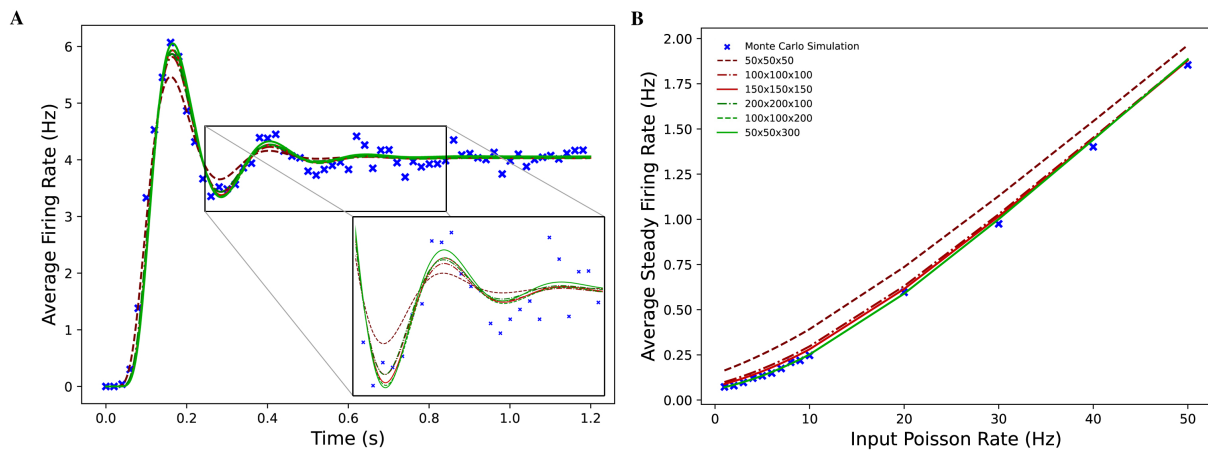 A
Average Firing Rate (Hz)
6
5
4
3
2
1
0
0.0 0.2 0.4 0.6 0.8 1.0 1.2
Time (s)
B
Average Steady Firing Rate (Hz)
2.00
1.75
1.50
1.25
1.00
0.75
0.50
0.25
0.00
Monte Carlo Simulation
50x50x50
100x100x100
150x150x150
200x200x100
100x100x200
50x50x300
0 10 20 30 40 50
Input Poisson Rate (Hz)